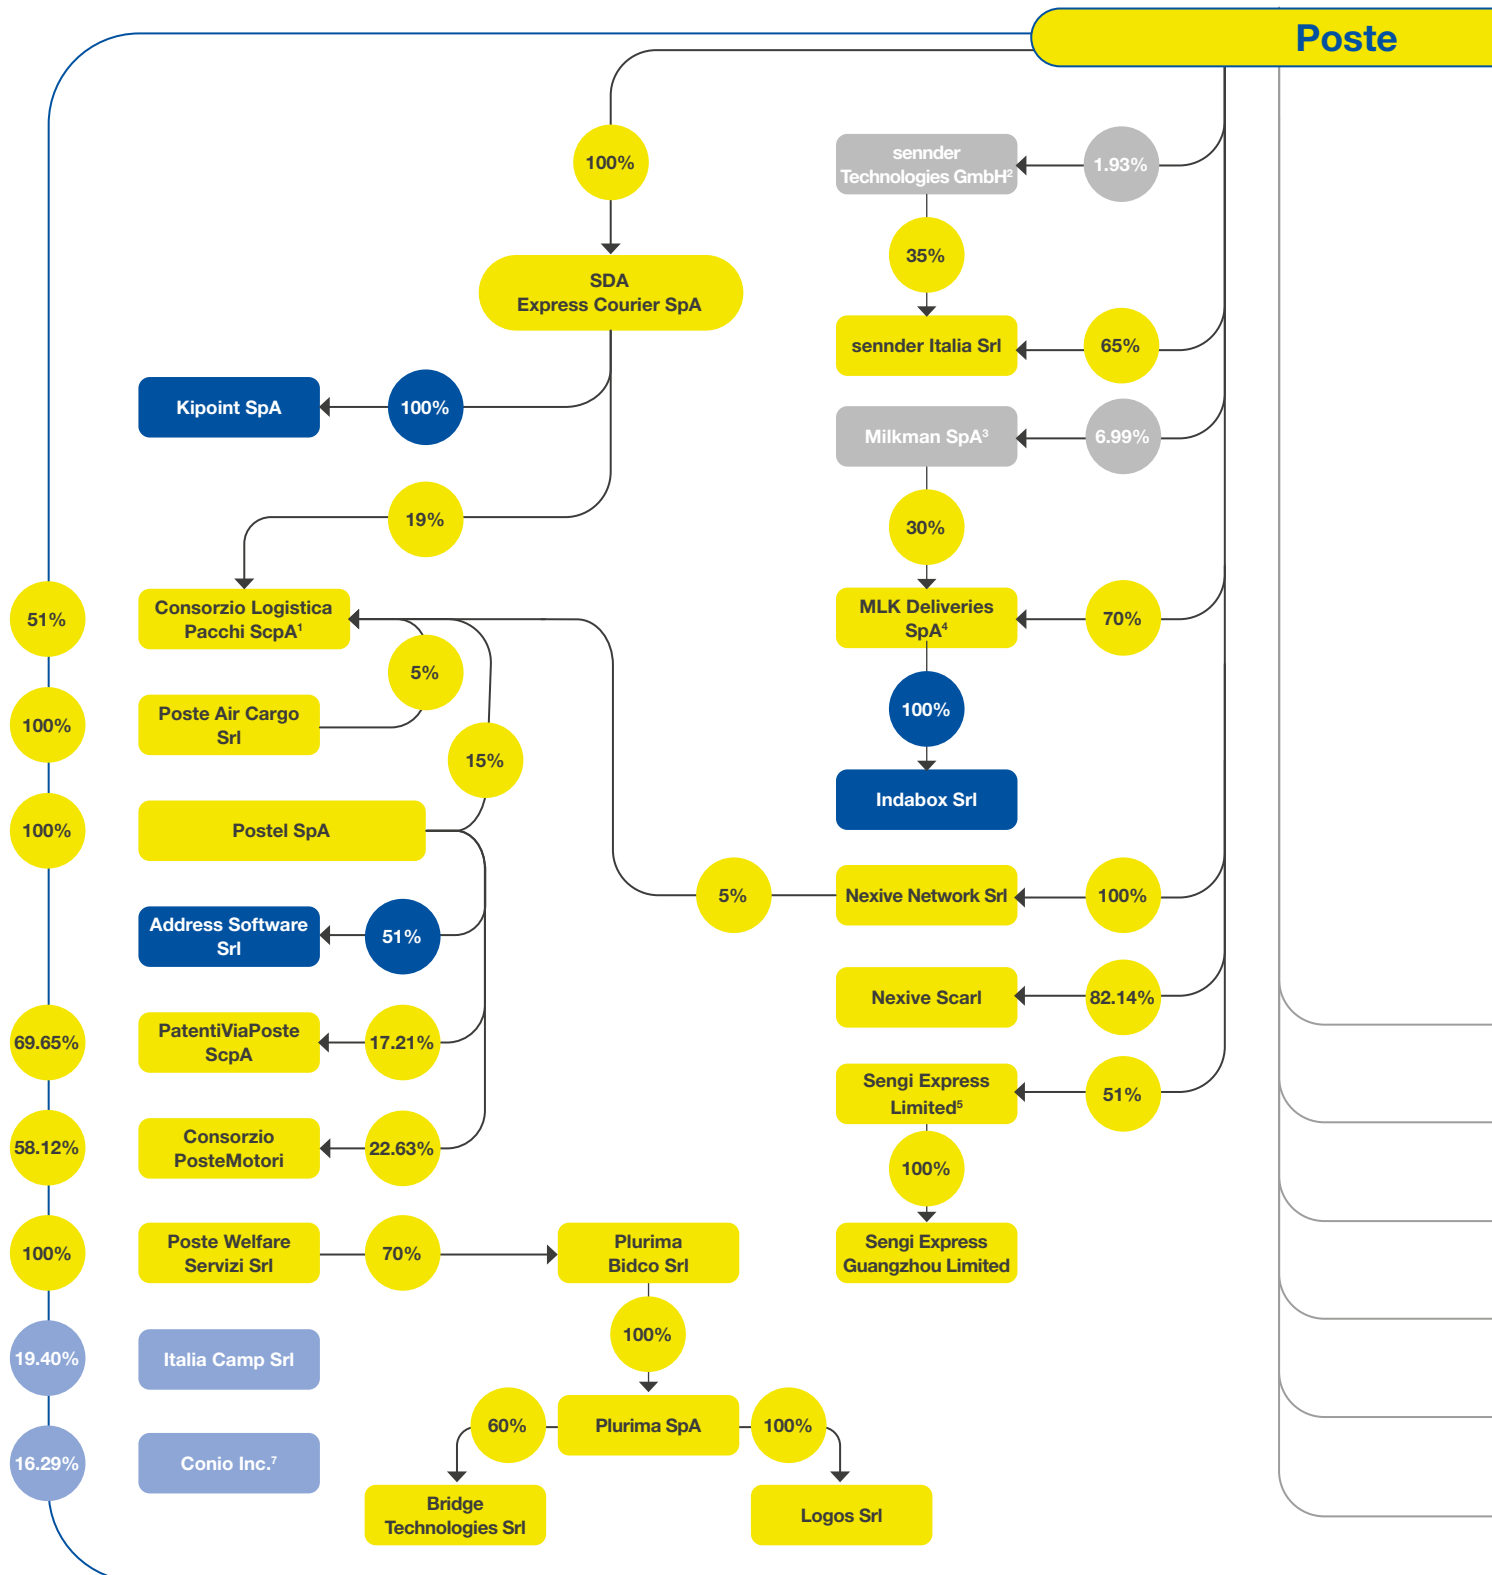 Poste
100%
sennder
Technologies GmbH²
1.93%
35%
SDA
Express Courier SpA
sennder Italia Srl
65%
Kipoint SpA
100%
Milkman SpA³
6.99%
19%
30%
51%
Consorzio Logistica
Pacchi ScpA¹
MLK Deliveries
SpA⁴
70%
5%
100%
Poste Air Cargo
Srl
100%
15%
Indabox Srl
100%
Postel SpA
5%
Nexive Network Srl
100%
Address Software
Srl
51%
Nexive Scarl
82.14%
69.65%
PatentiViaPoste
ScpA
17.21%
Sengi Express
Limited⁵
51%
58.12%
Consorzio
PosteMotori
22.63%
100%
100%
Poste Welfare
Servizi Srl
70%
Plurima
Bidco Srl
Sengi Express
Guangzhou Limited
100%
19.40%
Italia Camp Srl
60%
Plurima SpA
100%
16.29%
Conio Inc.⁷
Bridge
Technologies Srl
Logos Srl